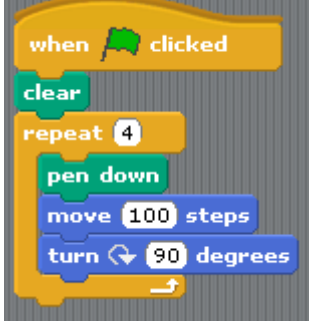 when clicked
clear
repeat 4
pen down
move 100 steps
turn 90 degrees